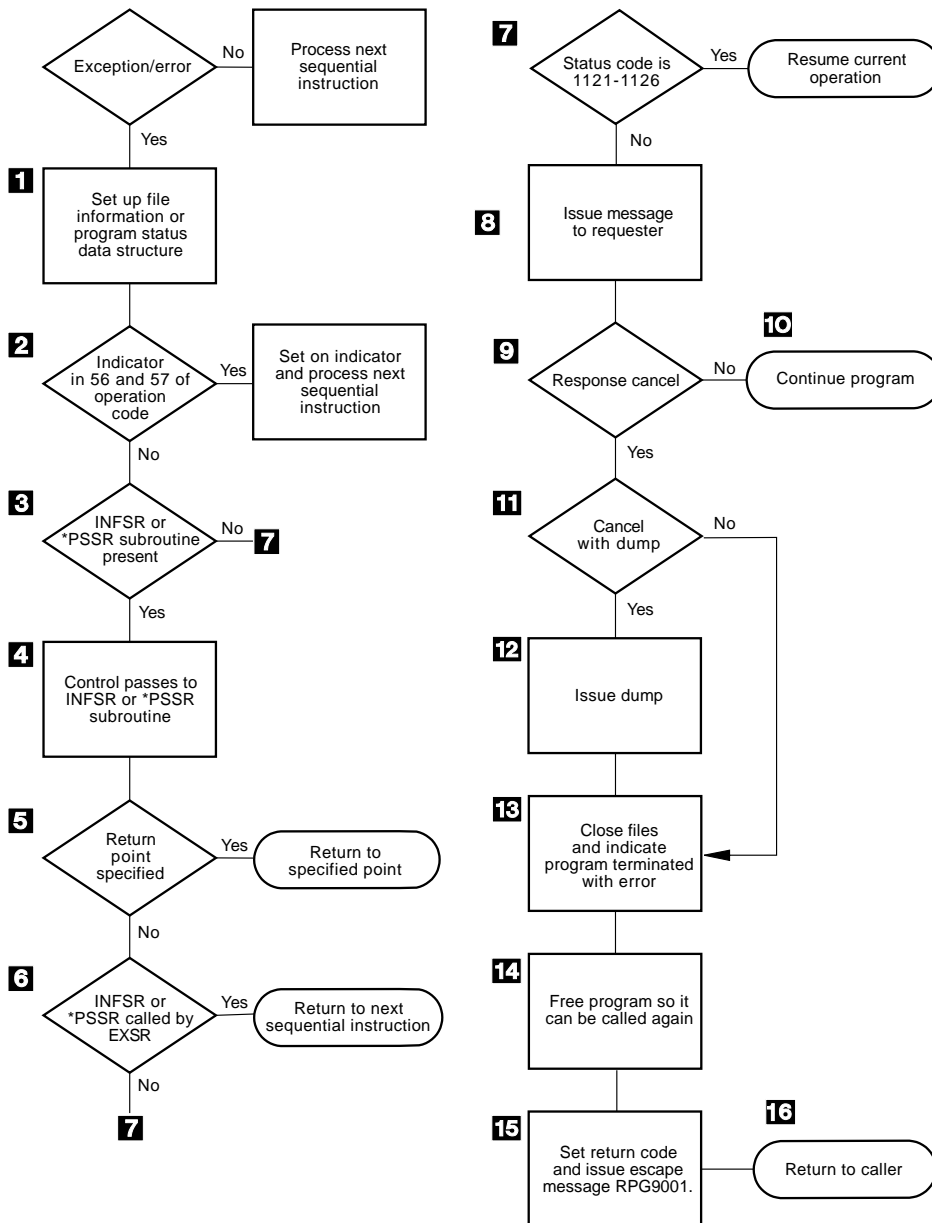 Exception/error
No
Process next
sequential
instruction
Yes
1
Set up file
information or
program status
data structure
2
Indicator
in 56 and 57 of
operation
code
Yes
Set on indicator
and process next
sequential
instruction
No
3
INFSR or
*PSSR subroutine
present
No
7
Yes
4
Control passes to
INFSR or *PSSR
subroutine
5
Return
point
specified
Yes
Return to
specified point
No
6
INFSR or
*PSSR called by
EXSR
Yes
Return to next
sequential instruction
No
7
7
Status code is
1121-1126
Yes
Resume current
operation
No
8
Issue message
to requester
9
Response cancel
No
10
Continue program
Yes
11
Cancel
with dump
No
Yes
12
Issue dump
13
Close files
and indicate
program terminated
with error
14
Free program so it
can be called again
15
Set return code
and issue escape
message RPG9001.
16
Return to caller